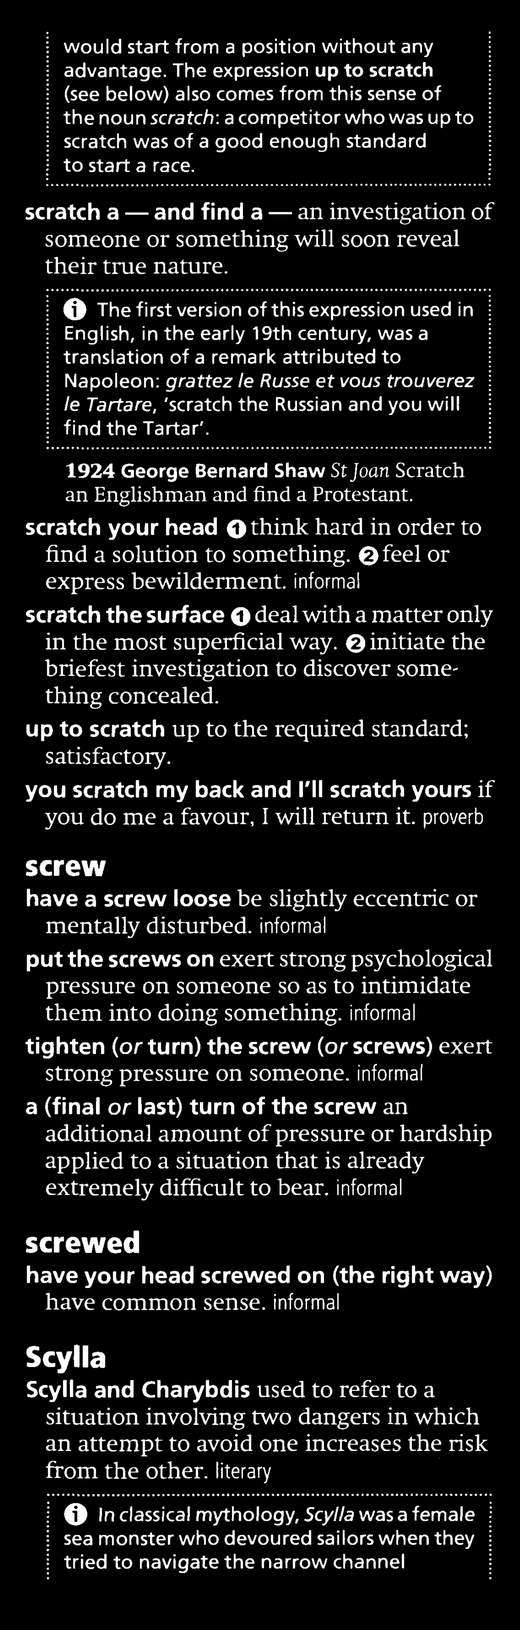 would start from a position without any
advantage. The expression up to scratch
(see below) also comes from this sense of
the noun scratch: a competitor who was up to
scratch was of a good enough standard
to start a race.
scratch a — and find a — an investigation of
someone or something will soon reveal
their true nature.
ⓘ The first version of this expression used in
English, in the early 19th century, was a
translation of a remark attributed to
Napoleon: grattez le Russe et vous trouverez
le Tartare, ‘scratch the Russian and you will
find the Tartar’.
1924 George Bernard Shaw St Joan Scratch
an Englishman and find a Protestant.
scratch your head ❶ think hard in order to
find a solution to something. ❷ feel or
express bewilderment. informal
scratch the surface ❶ deal with a matter only
in the most superficial way. ❷ initiate the
briefest investigation to discover some-
thing concealed.
up to scratch up to the required standard;
satisfactory.
you scratch my back and I’ll scratch yours if
you do me a favour, I will return it. proverb
screw
have a screw loose be slightly eccentric or
mentally disturbed. informal
put the screws on exert strong psychological
pressure on someone so as to intimidate
them into doing something. informal
tighten (or turn) the screw (or screws) exert
strong pressure on someone. informal
a (final or last) turn of the screw an
additional amount of pressure or hardship
applied to a situation that is already
extremely difficult to bear. informal
screwed
have your head screwed on (the right way)
have common sense. informal
Scylla
Scylla and Charybdis used to refer to a
situation involving two dangers in which
an attempt to avoid one increases the risk
from the other. literary
ⓘ In classical mythology, Scylla was a female
sea monster who devoured sailors when they
tried to navigate the narrow channel